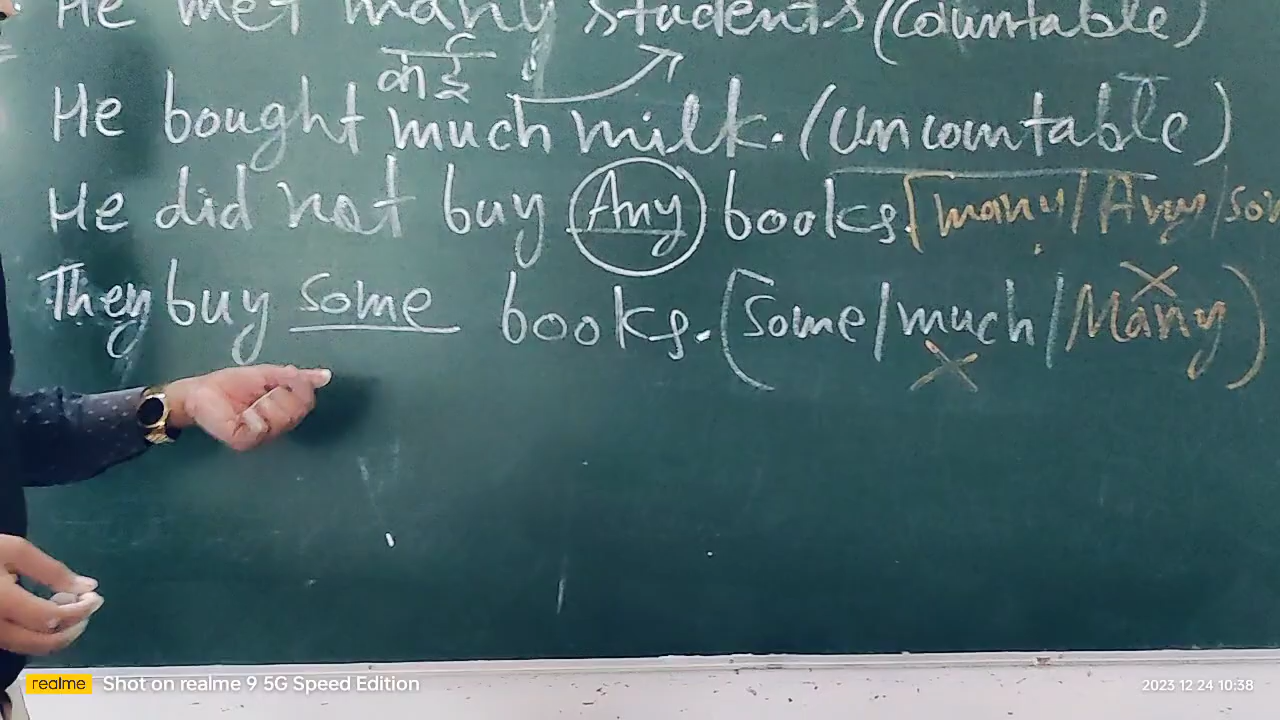 He met many students (Countable)
कोई
He bought much milk. (Uncountable)
He did not buy Any books. [many/Any/som
They buy some books. (Some/much/Many)
realme Shot on realme 9 5G Speed Edition
2023 12 24 10:38